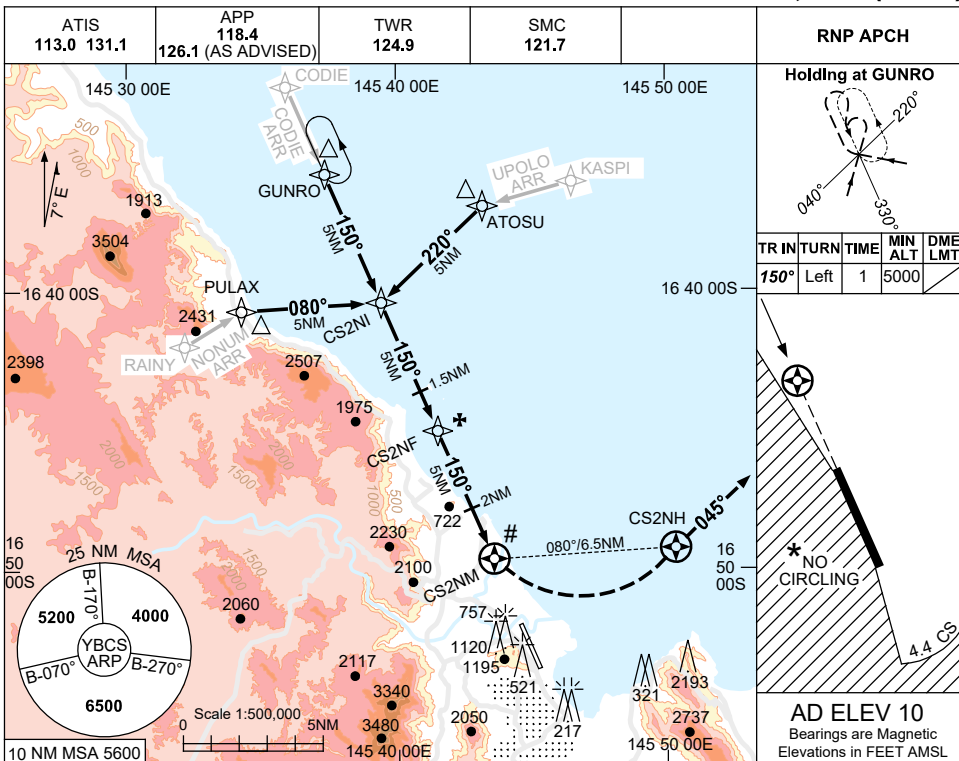 ATIS
113.0 131.1
APP
118.4
126.1 (AS ADVISED)
TWR
124.9
SMC
121.7
RNP APCH
145 30 00E
CODIE
145 40 00E
145 50 00E
CODIE
ARR
UPOLO
ARR
KASPI
GUNRO
ATOSU
500
1000
7° E
1913
3504
150°
5NM
220°
5NM
PULAX
16 40 00S
16 40 00S
080°
5NM
CS2NI
2431
RAINY
NONUM
ARR
2398
2507
150°
5NM
1.5NM
1975
CS2NF
2000
1500
1500
150°
5NM
2NM
1000
500
722
#
CS2NH
045°
2230
080°/6.5NM
16
50
00S
16
50
00S
2100
CS2NM
1500
2000
2060
25 NM MSA
B-170°
5200
4000
YBCS
ARP
B-070°
B-270°
6500
757
1120
1195
521
217
2117
3340
3480
2050
321
2193
2737
Scale 1:500,000
0
5NM
145 40 00E
145 50 00E
10 NM MSA 5600
Holding at GUNRO
220°
040°
330°
TR IN TURN TIME MIN ALT DME LMT
150° Left 1 5000
* NO
CIRCLING
4.4 CS
AD ELEV 10
Bearings are Magnetic
Elevations in FEET AMSL